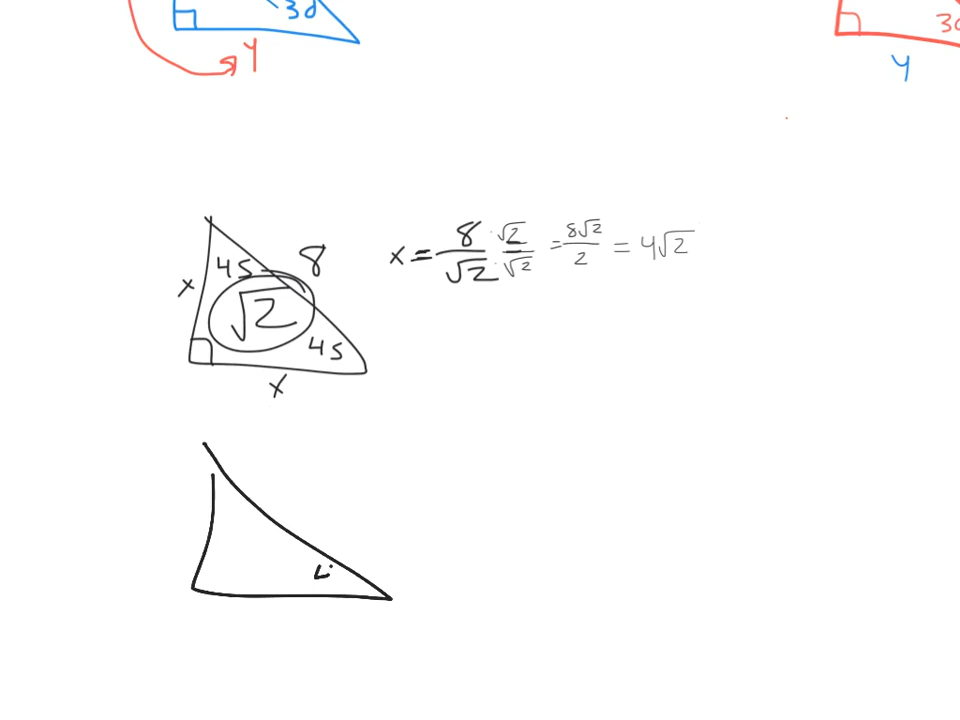 30
Y
30
Y
45
8
x
√2
45
x
x = 8/√2 · √2/√2 = 8√2/2 = 4√2